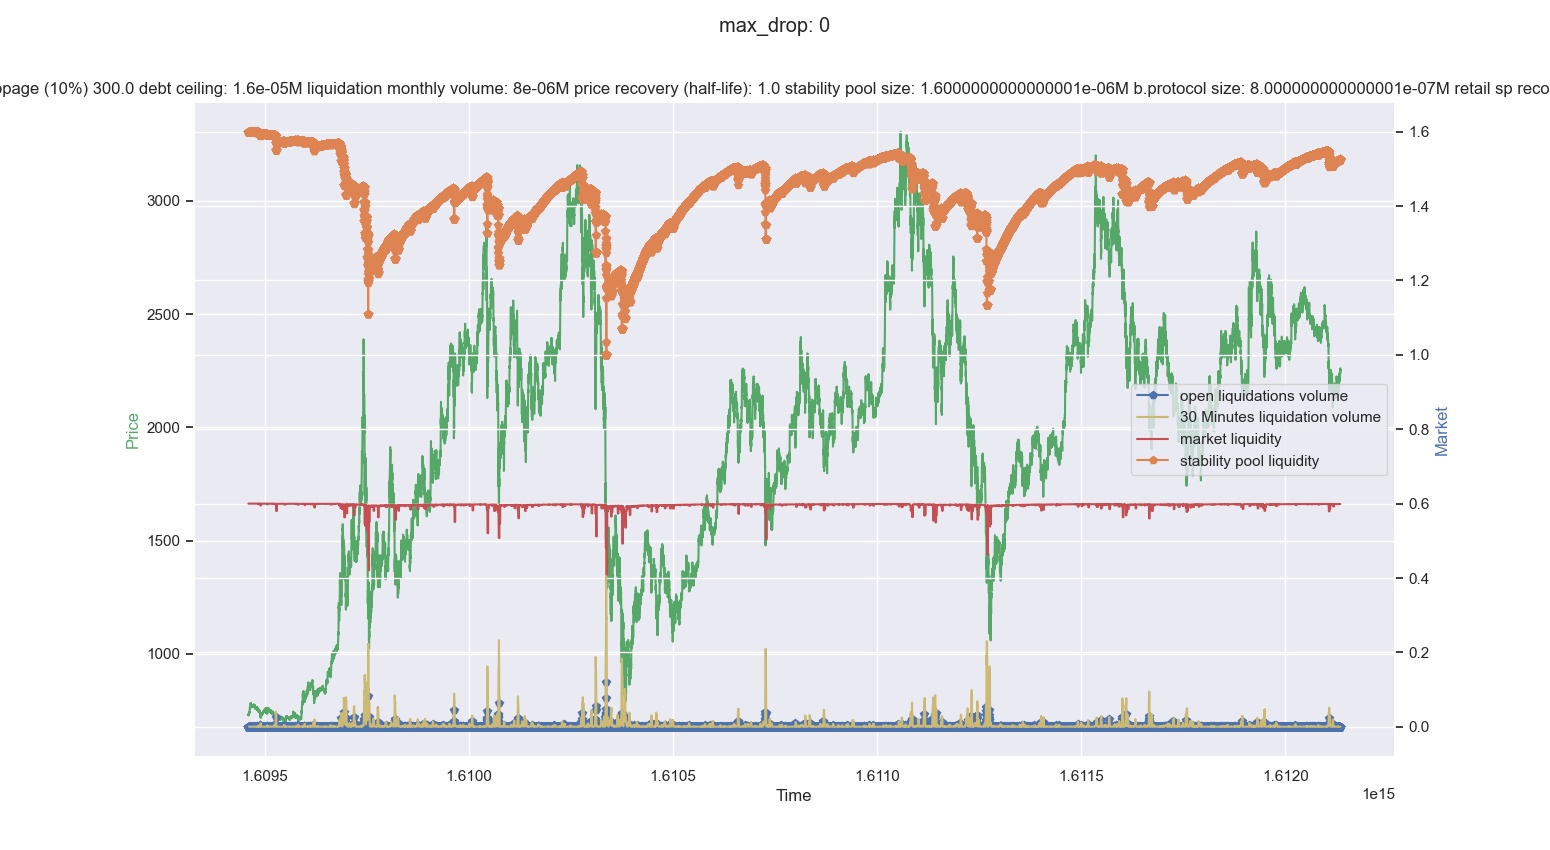 max_drop: 0
page (10%) 300.0 debt ceiling: 1.6e-05M liquidation monthly volume: 8e-06M price recovery (half-life): 1.0 stability pool size: 1.6000000000000001e-06M b.protocol size: 8.000000000000001e-07M retail sp reco
3000
2500
2000
1500
1000
Price
1.6
1.4
1.2
1.0
0.8
0.6
0.4
0.2
0.0
Market
open liquidations volume
30 Minutes liquidation volume
market liquidity
stability pool liquidity
1.6095 1.6100 1.6105 1.6110 1.6115 1.6120
Time
1e15